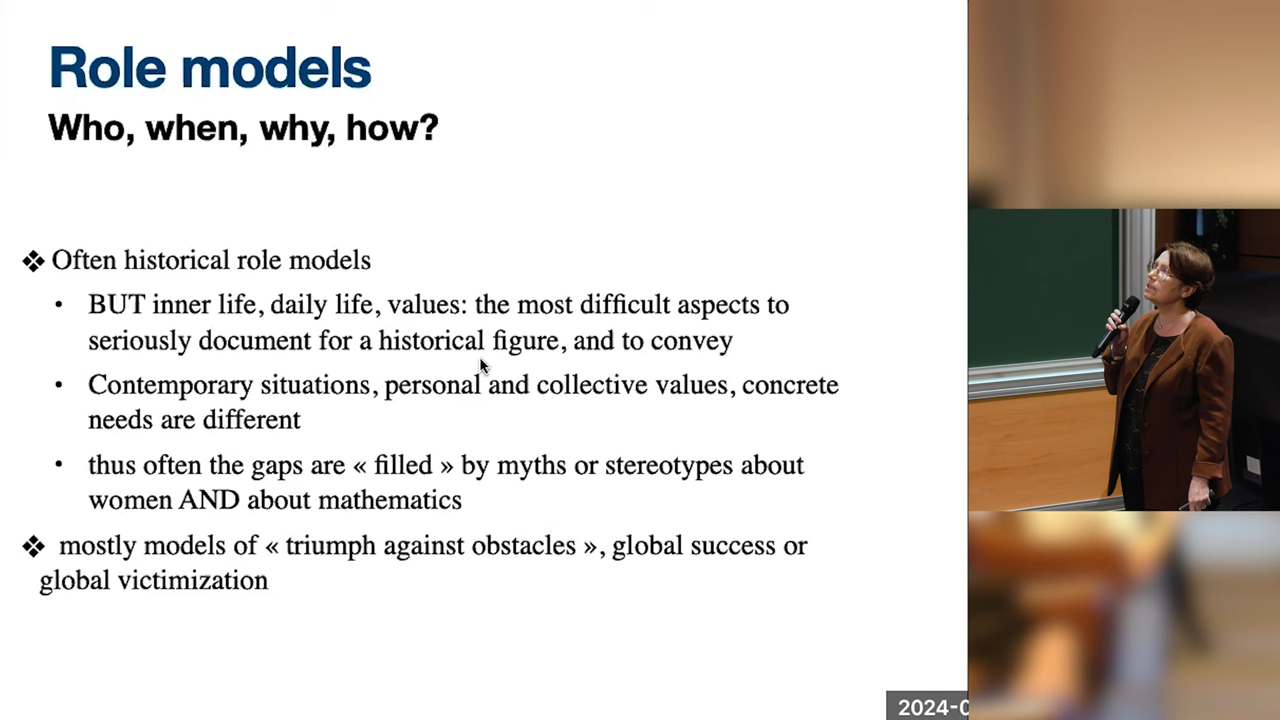 Role models
Who, when, why, how?
❖ Often historical role models
• BUT inner life, daily life, values: the most difficult aspects to
seriously document for a historical figure, and to convey
• Contemporary situations, personal and collective values, concrete
needs are different
• thus often the gaps are « filled » by myths or stereotypes about
women AND about mathematics
❖ mostly models of « triumph against obstacles », global success or
global victimization
2024-0